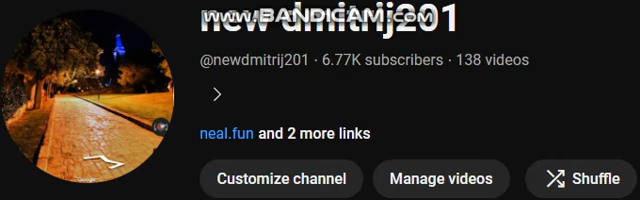 www.BANDICAM.com
new dmitrij201
@newdmitrij201 · 6.77K subscribers · 138 videos
neal.fun and 2 more links
Customize channel
Manage videos
Shuffle
Google